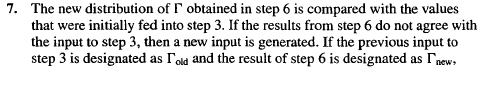 7. The new distribution of Γ obtained in step 6 is compared with the values
that were initially fed into step 3. If the results from step 6 do not agree with
the input to step 3, then a new input is generated. If the previous input to
step 3 is designated as Γold and the result of step 6 is designated as Γnew,